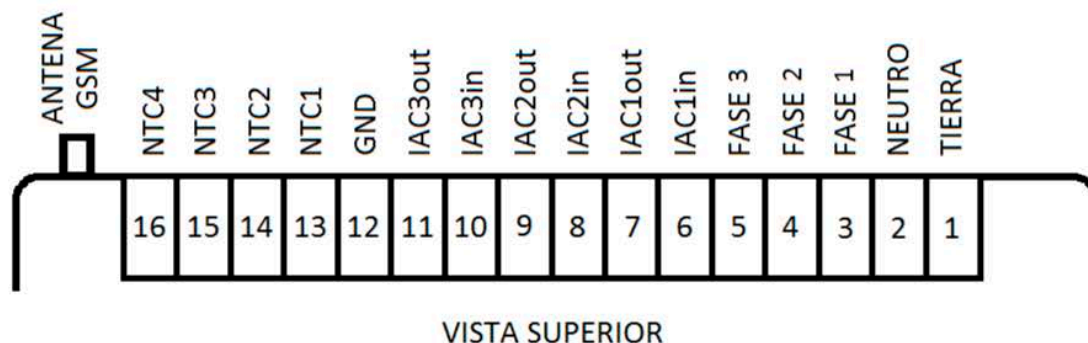 ANTENA
GSM
NTC4
NTC3
NTC2
NTC1
GND
IAC3out
IAC3in
IAC2out
IAC2in
IAC1out
IAC1in
FASE 3
FASE 2
FASE 1
NEUTRO
TIERRA
16 15 14 13 12 11 10 9 8 7 6 5 4 3 2 1
VISTA SUPERIOR